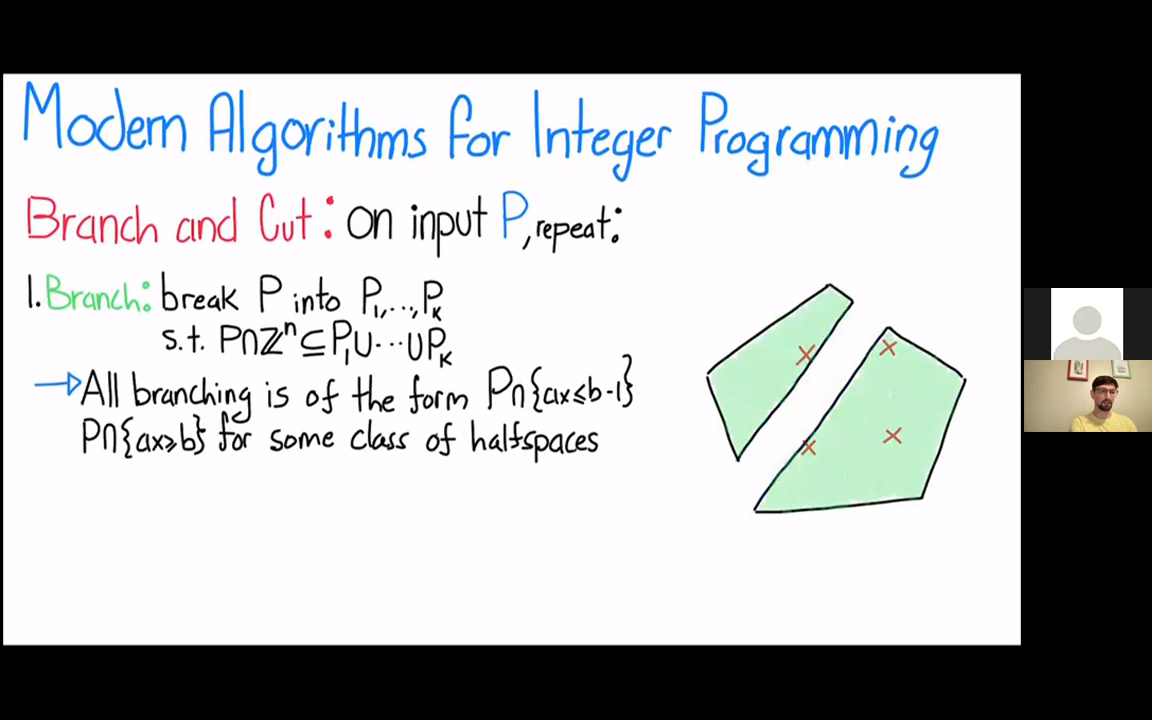 Modern Algorithms for Integer Programming
Branch and Cut: on input P, repeat:
1. Branch: break P into P₁,...,Pₖ
s.t. P∩ℤⁿ⊆P₁∪···∪Pₖ
→All branching is of the form P∩{ax≤b-1}
P∩{ax≥b} for some class of halfspaces